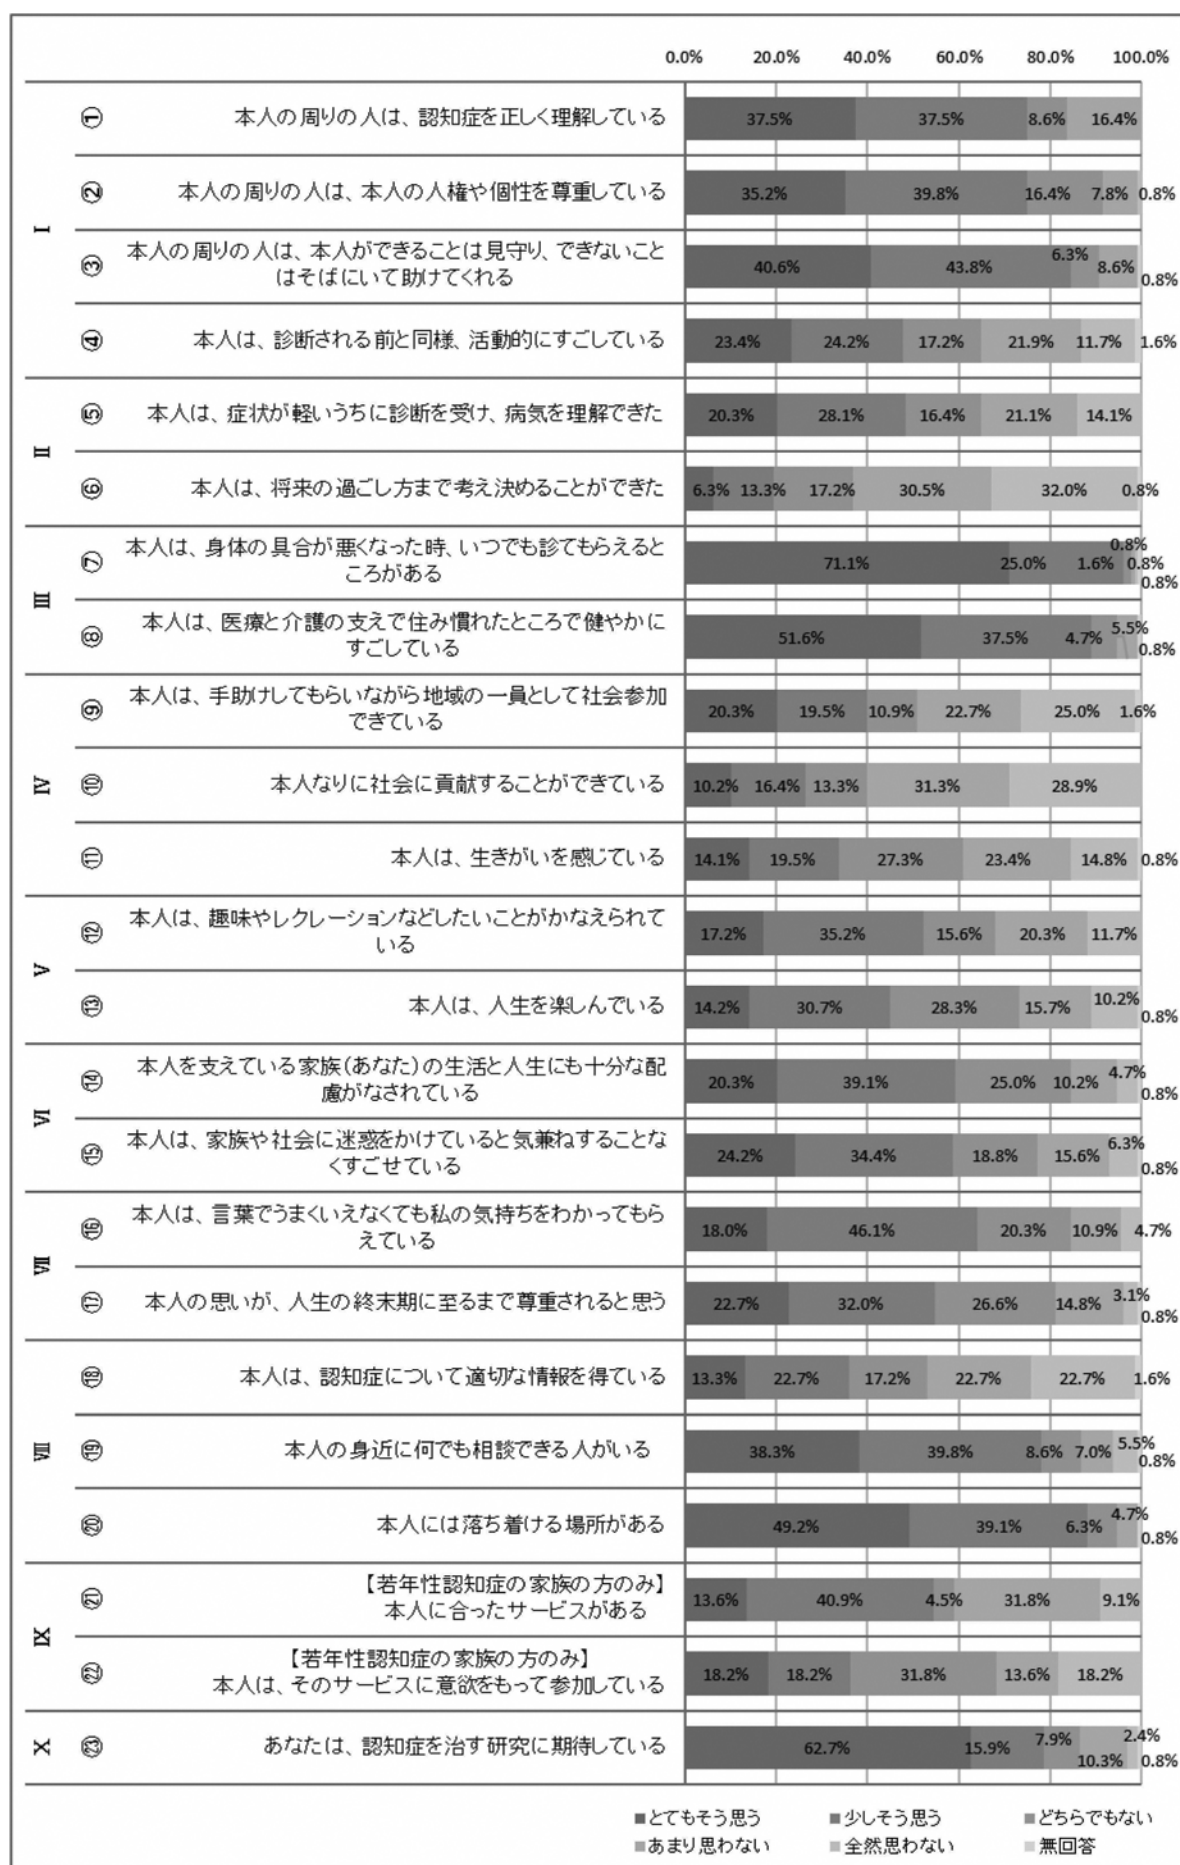 0.0% 20.0% 40.0% 60.0% 80.0% 100.0%
I
① 本人の周りの人は、認知症を正しく理解している 37.5% 37.5% 8.6% 16.4%
② 本人の周りの人は、本人の人権や個性を尊重している 35.2% 39.8% 16.4% 7.8% 0.8%
③ 本人の周りの人は、本人ができることは見守り、できないこと
はそばにいて助けてくれる 40.6% 43.8% 6.3% 8.6% 0.8%
④ 本人は、診断される前と同様、活動的にすごしている 23.4% 24.2% 17.2% 21.9% 11.7% 1.6%
II
⑤ 本人は、症状が軽いうちに診断を受け、病気を理解できた 20.3% 28.1% 16.4% 21.1% 14.1%
⑥ 本人は、将来の過ごし方まで考え決めることができた 6.3% 13.3% 17.2% 30.5% 32.0% 0.8%
III
⑦ 本人は、身体の具合が悪くなった時、いつでも診てもらえると
ころがある 71.1% 25.0% 1.6% 0.8% 0.8% 0.8%
⑧ 本人は、医療と介護の支えで住み慣れたところで健やかに
すごしている 51.6% 37.5% 4.7% 5.5% 0.8%
IV
⑨ 本人は、手助けしてもらいながら地域の一員として社会参加
できている 20.3% 19.5% 10.9% 22.7% 25.0% 1.6%
⑩ 本人なりに社会に貢献することができている 10.2% 16.4% 13.3% 31.3% 28.9%
⑪ 本人は、生きがいを感じている 14.1% 19.5% 27.3% 23.4% 14.8% 0.8%
V
⑫ 本人は、趣味やレクレーションなどしたいことがかなえられて
いる 17.2% 35.2% 15.6% 20.3% 11.7%
⑬ 本人は、人生を楽しんでいる 14.2% 30.7% 28.3% 15.7% 10.2% 0.8%
VI
⑭ 本人を支えている家族(あなた)の生活と人生にも十分な配
慮がなされている 20.3% 39.1% 25.0% 10.2% 4.7% 0.8%
⑮ 本人は、家族や社会に迷惑をかけていると気兼ねすることな
くすごせている 24.2% 34.4% 18.8% 15.6% 6.3% 0.8%
VII
⑯ 本人は、言葉でうまくいえなくても私の気持ちをわかってもら
えている 18.0% 46.1% 20.3% 10.9% 4.7%
⑰ 本人の思いが、人生の終末期に至るまで尊重されると思う 22.7% 32.0% 26.6% 14.8% 3.1% 0.8%
VIII
⑱ 本人は、認知症について適切な情報を得ている 13.3% 22.7% 17.2% 22.7% 22.7% 1.6%
⑲ 本人の身近に何でも相談できる人がいる 38.3% 39.8% 8.6% 7.0% 5.5% 0.8%
⑳ 本人には落ち着ける場所がある 49.2% 39.1% 6.3% 4.7% 0.8%
IX
㉑ 【若年性認知症の家族の方のみ】
本人に合ったサービスがある 13.6% 40.9% 4.5% 31.8% 9.1%
㉒ 【若年性認知症の家族の方のみ】
本人は、そのサービスに意欲をもって参加している 18.2% 18.2% 31.8% 13.6% 18.2%
X
㉓ あなたは、認知症を治す研究に期待している 62.7% 15.9% 7.9% 10.3% 2.4% 0.8%
■とてもそう思う ■少しそう思う ■どちらでもない
■あまり思わない ■全然思わない ■無回答